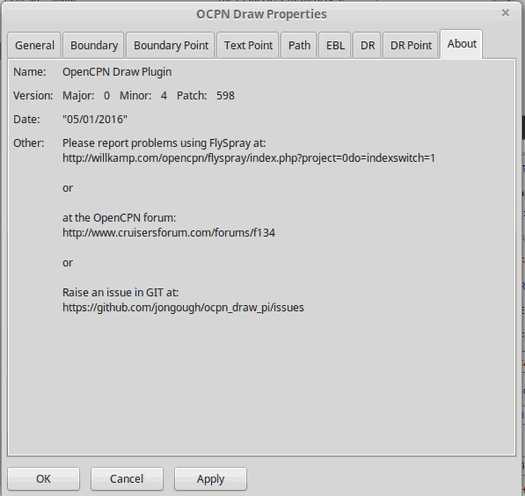 OCPN Draw Properties
General Boundary Boundary Point Text Point Path EBL DR DR Point About
Name: OpenCPN Draw Plugin
Version: Major: 0 Minor: 4 Patch: 598
Date: "05/01/2016"
Other: Please report problems using FlySpray at:
http://willkamp.com/opencpn/flyspray/index.php?project=0do=indexswitch=1
or
at the OpenCPN forum:
http://www.cruisersforum.com/forums/f134
or
Raise an issue in GIT at:
https://github.com/jongough/ocpn_draw_pi/issues
OK Cancel Apply